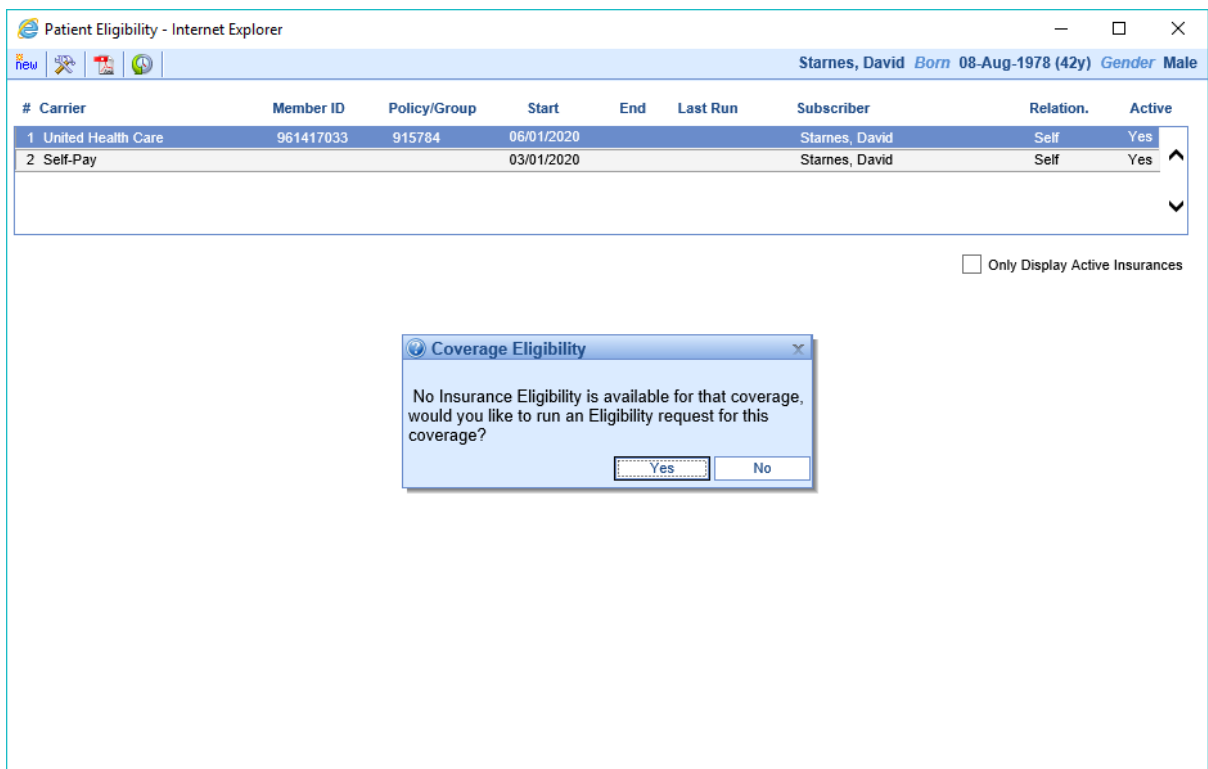 Patient Eligibility - Internet Explorer
new Starnes, David Born 08-Aug-1978 (42y) Gender Male
# Carrier Member ID Policy/Group Start End Last Run Subscriber Relation. Active
1 United Health Care 961417033 915784 06/01/2020 Starnes, David Self Yes
2 Self-Pay 03/01/2020 Starnes, David Self Yes
Only Display Active Insurances
Coverage Eligibility
No Insurance Eligibility is available for that coverage,
would you like to run an Eligibility request for this
coverage?
Yes No